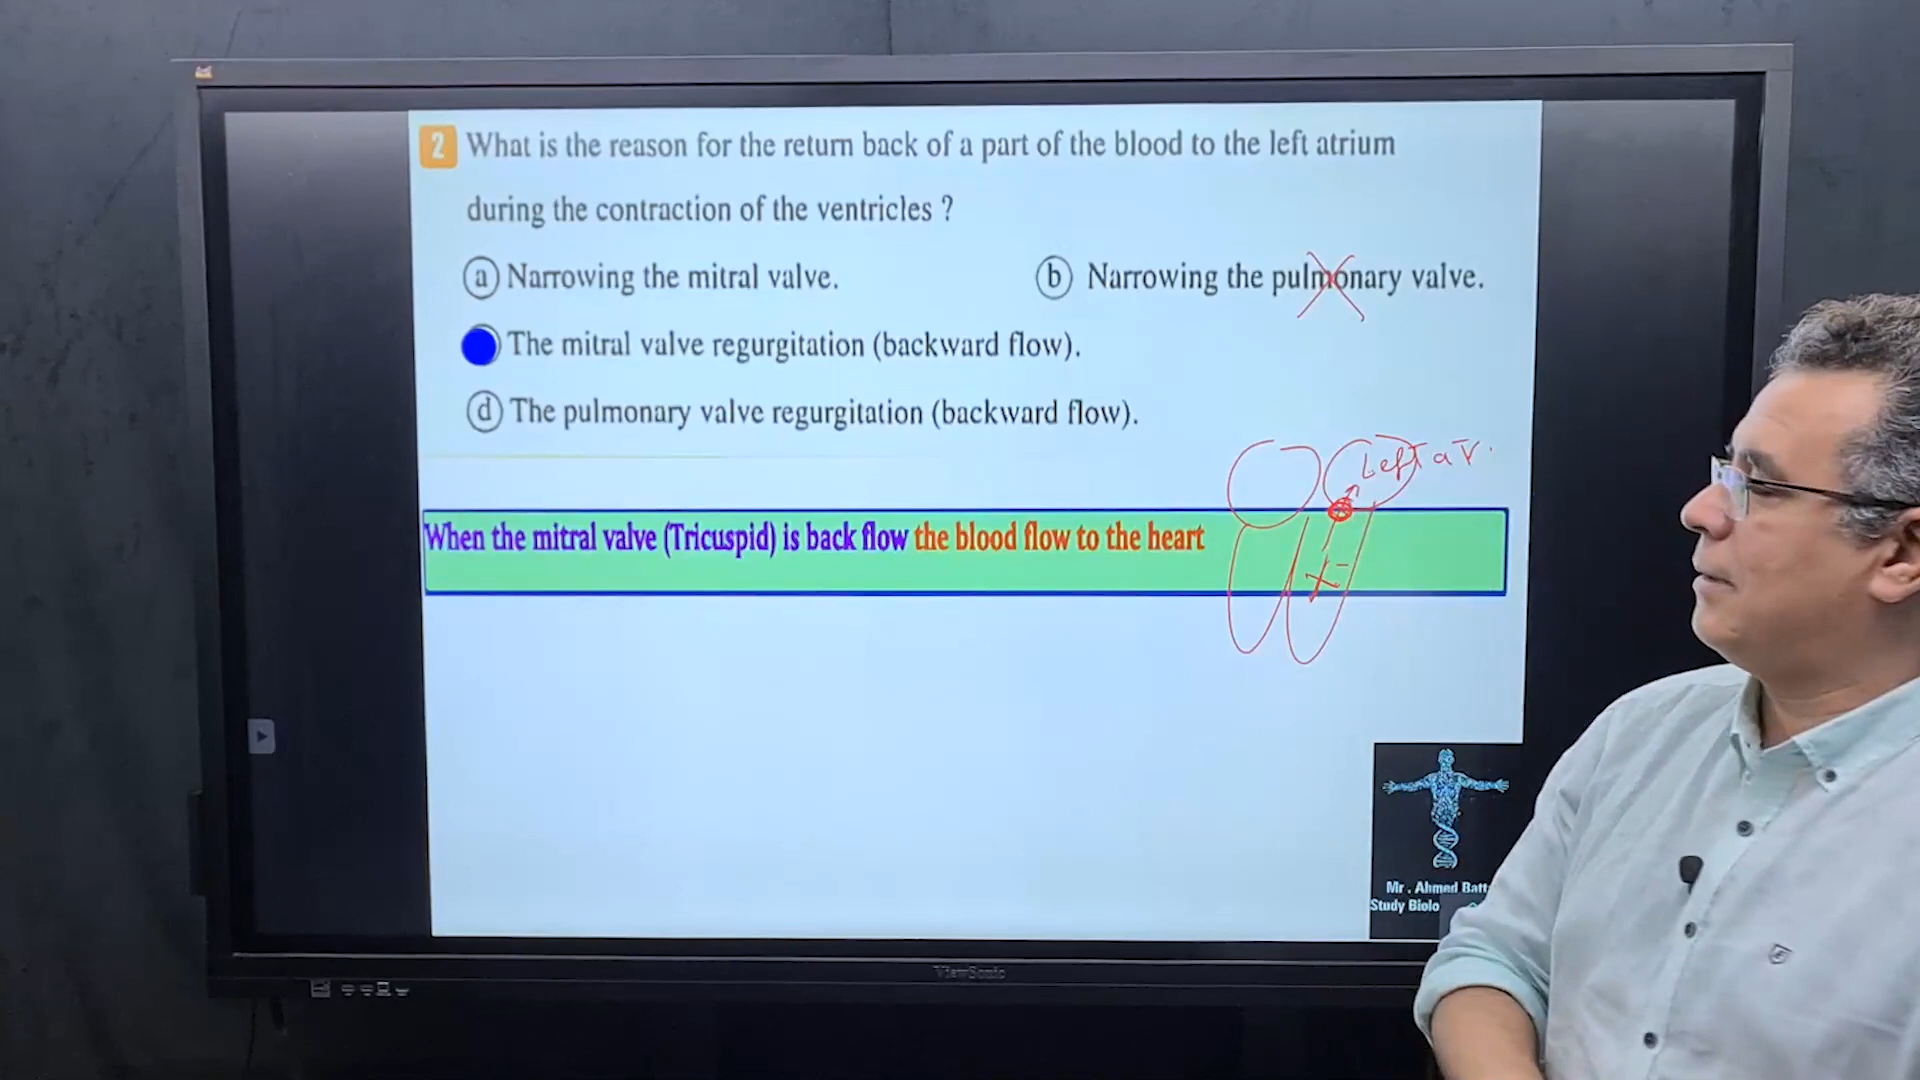 2 What is the reason for the return back of a part of the blood to the left atrium
during the contraction of the ventricles ?
a Narrowing the mitral valve.
b Narrowing the pulmonary valve.
The mitral valve regurgitation (backward flow).
d The pulmonary valve regurgitation (backward flow).
Left at.
When the mitral valve (Tricuspid) is back flow the blood flow to the heart
Mr . Ahmed Batt
Study Biolo
ViewSonic